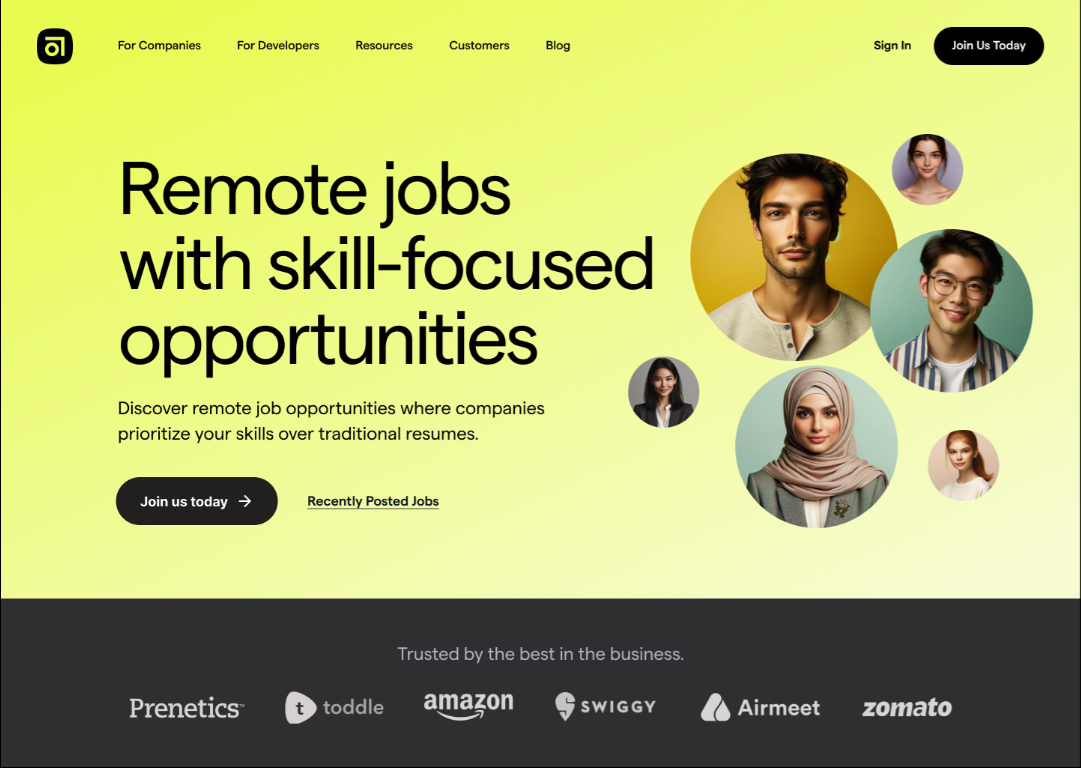 For Companies
For Developers
Resources
Customers
Blog
Sign In
Join Us Today
Remote jobs
with skill-focused
opportunities
Discover remote job opportunities where companies
prioritize your skills over traditional resumes.
Join us today →
Recently Posted Jobs
Trusted by the best in the business.
Prenetics™
t toddle
amazon
SWIGGY
Airmeet
zomato